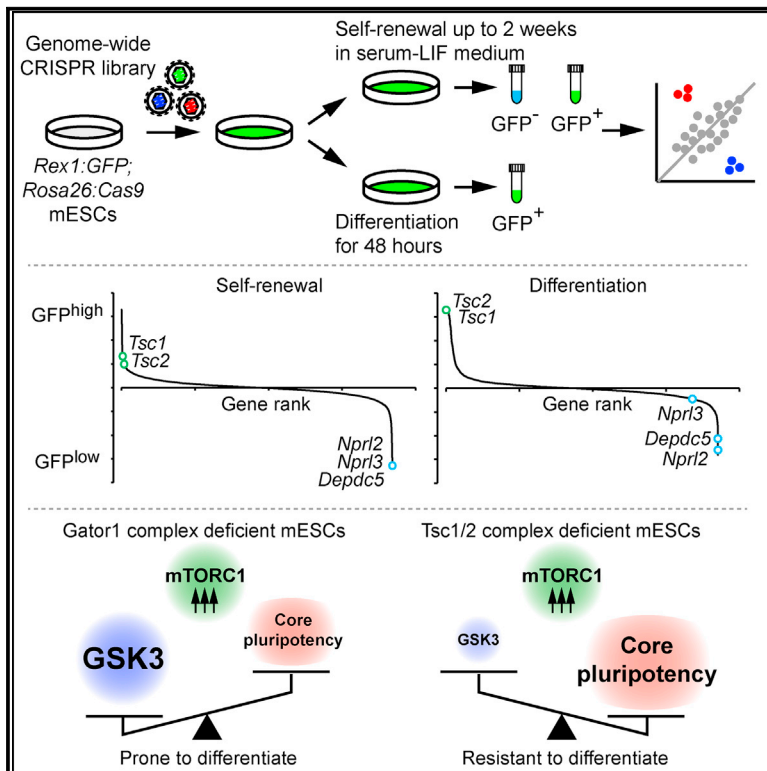 Genome-wide
CRISPR library
Rex1:GFP;
Rosa26:Cas9
mESCs
Self-renewal up to 2 weeks
in serum-LIF medium
GFP-
GFP+
Differentiation
for 48 hours
GFP+
Self-renewal
GFPhigh
Tsc1
Tsc2
Gene rank
GFPlow
Nprl2
Nprl3
Depdc5
Differentiation
Tsc2
Tsc1
Gene rank
Nprl3
Depdc5
Nprl2
Gator1 complex deficient mESCs
mTORC1
GSK3
Core
pluripotency
Prone to differentiate
Tsc1/2 complex deficient mESCs
mTORC1
GSK3
Core
pluripotency
Resistant to differentiate